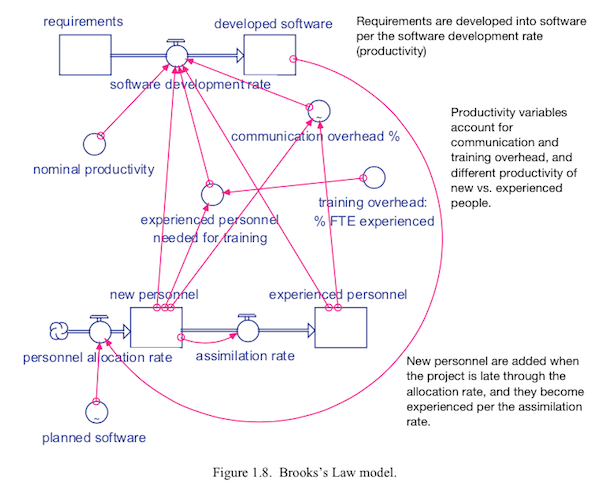 requirements
developed software
Requirements are developed into software
per the software development rate
(productivity)
software development rate
~
communication overhead %
Productivity variables
account for
communication and
training overhead, and
different productivity of
new vs. experienced
people.
nominal productivity
experienced personnel
needed for training
training overhead:
% FTE experienced
new personnel
experienced personnel
personnel allocation rate
assimilation rate
New personnel are added when
the project is late through the
allocation rate, and they become
experienced per the assimilation
rate.
~
planned software
Figure 1.8. Brooks's Law model.